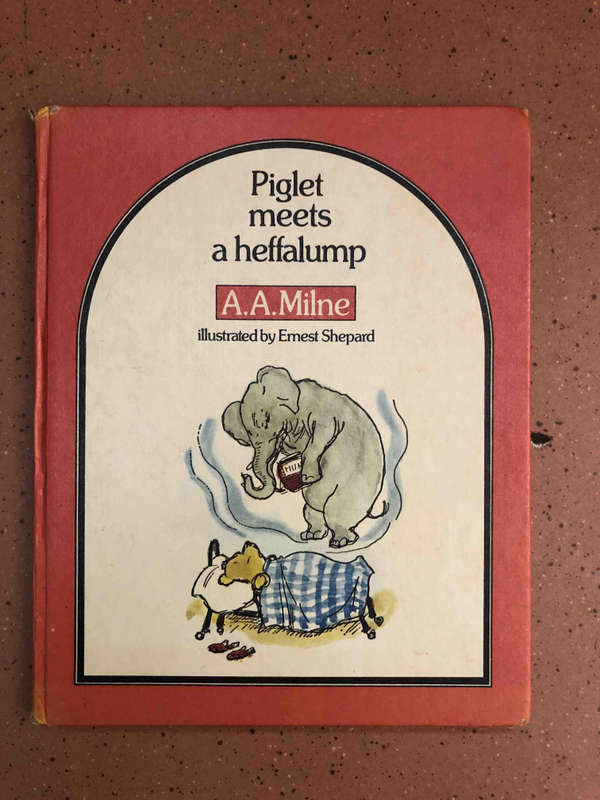 Piglet
meets
a heffalump
A.A.Milne
illustrated by Ernest Shepard